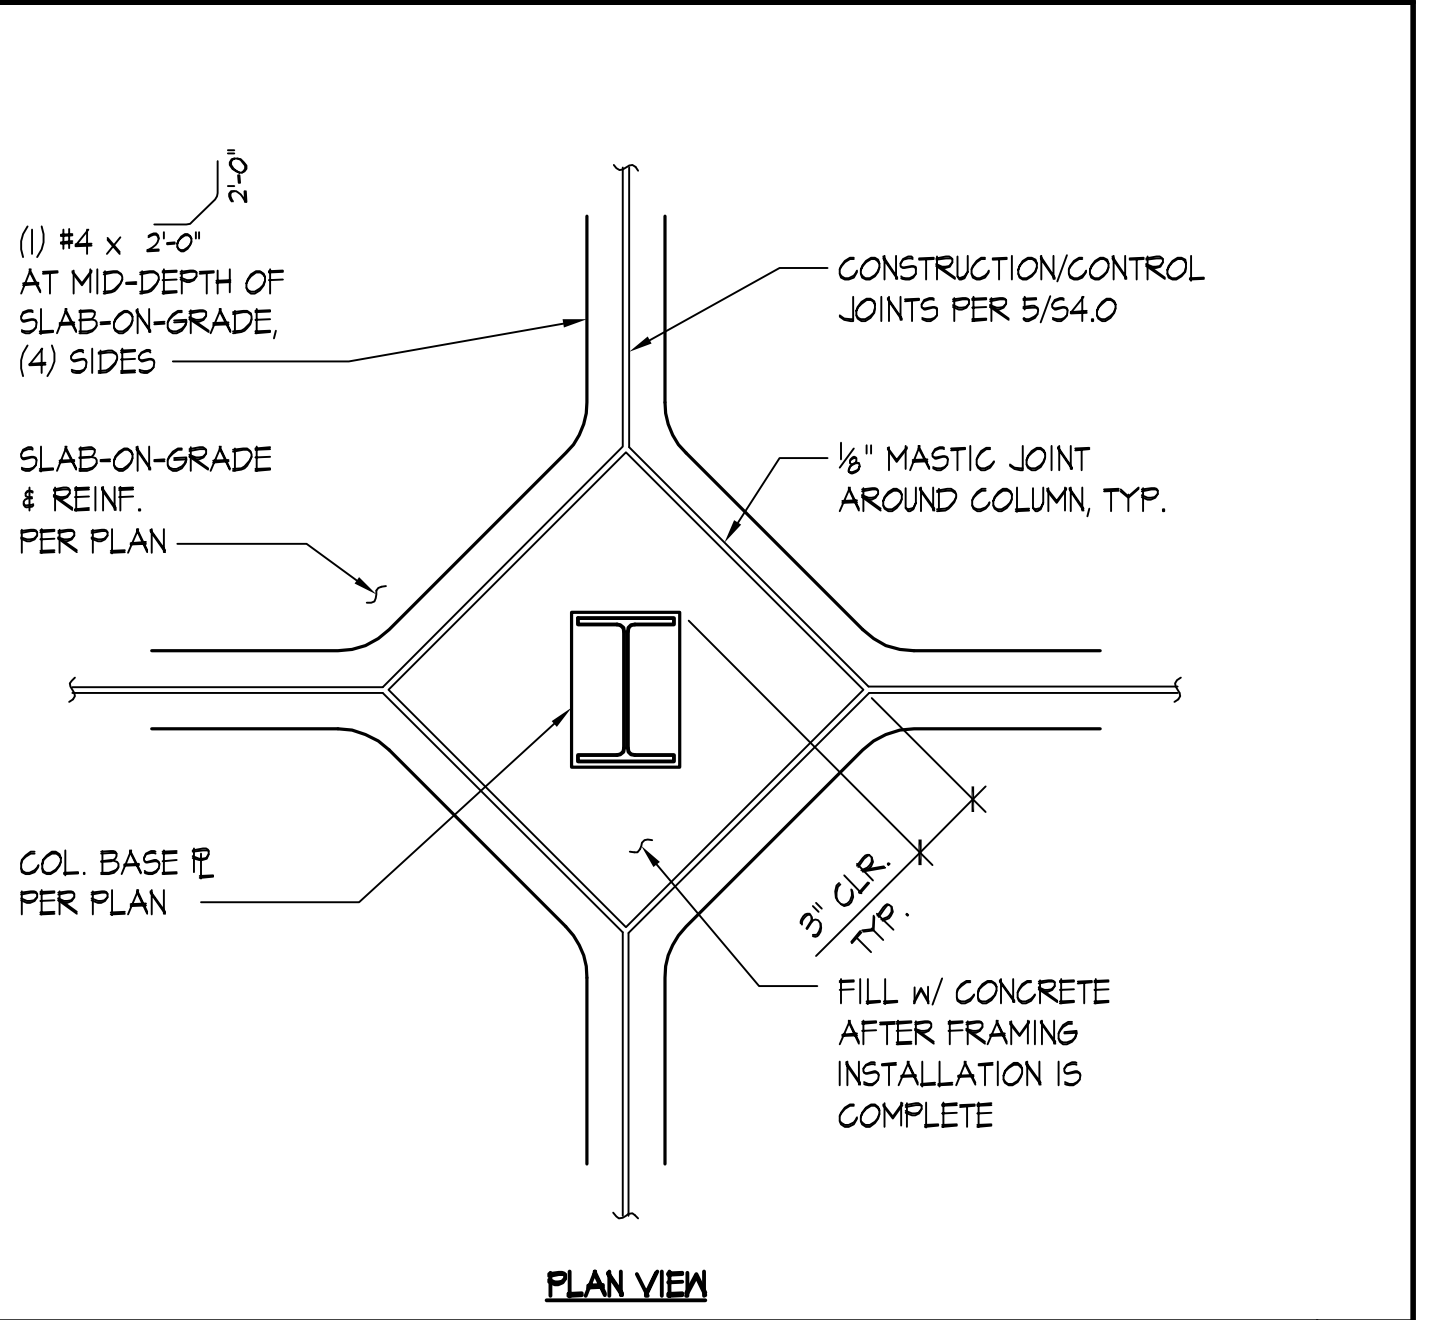 2'-0"
(1) #4 x 2'-0"
AT MID-DEPTH OF
SLAB-ON-GRADE,
(4) SIDES
CONSTRUCTION/CONTROL
JOINTS PER 5/S4.0
SLAB-ON-GRADE
& REINF.
PER PLAN
1/8" MASTIC JOINT
AROUND COLUMN, TYP.
COL. BASE PL
PER PLAN
3" CLR.
TYP.
FILL w/ CONCRETE
AFTER FRAMING
INSTALLATION IS
COMPLETE
PLAN VIEW